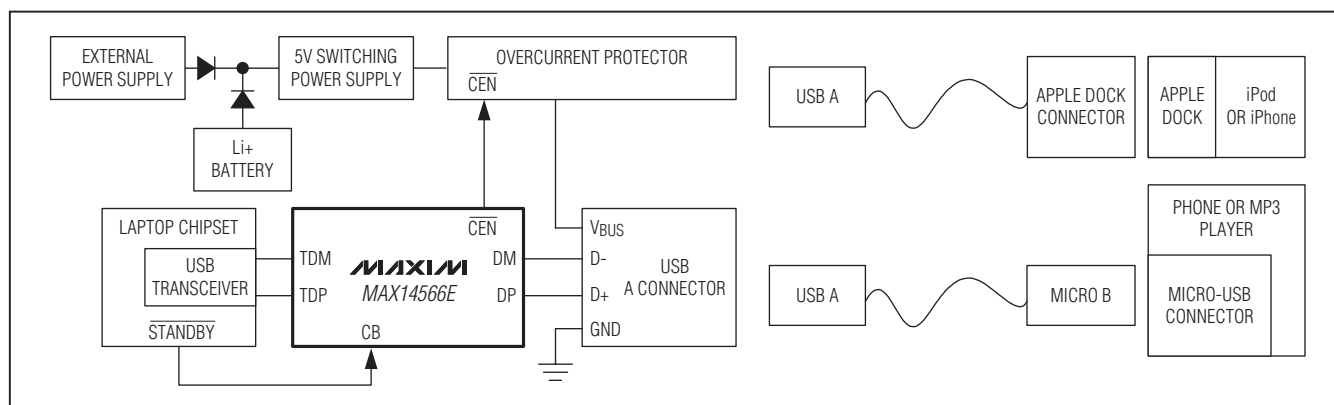 EXTERNAL
POWER SUPPLY
5V SWITCHING
POWER SUPPLY
OVERCURRENT PROTECTOR
CEN
Li+
BATTERY
LAPTOP CHIPSET
USB
TRANSCEIVER
STANDBY
CEN
TDM
TDP
MAXIM
MAX14566E
DM
DP
CB
VBUS
D-
D+
GND
USB
A CONNECTOR
USB A
APPLE DOCK
CONNECTOR
APPLE
DOCK
iPod
OR iPhone
USB A
MICRO B
PHONE OR MP3
PLAYER
MICRO-USB
CONNECTOR